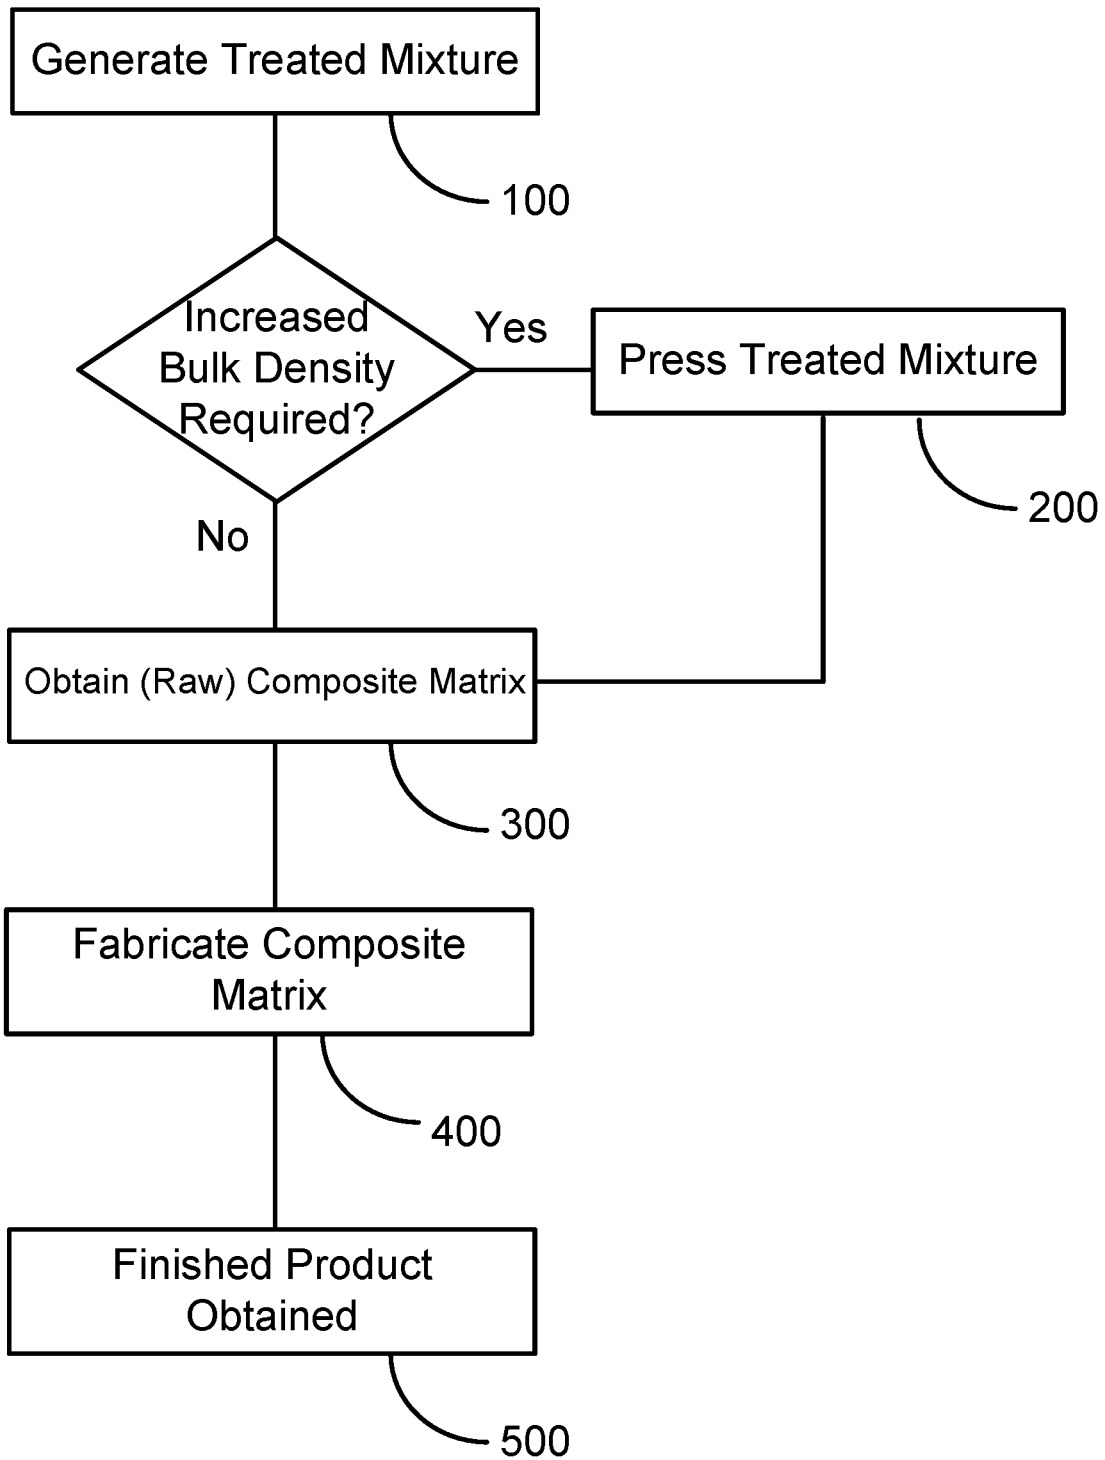 Generate Treated Mixture
100
Increased
Bulk Density
Required?
Yes
Press Treated Mixture
200
No
Obtain (Raw) Composite Matrix
300
Fabricate Composite
Matrix
400
Finished Product
Obtained
500